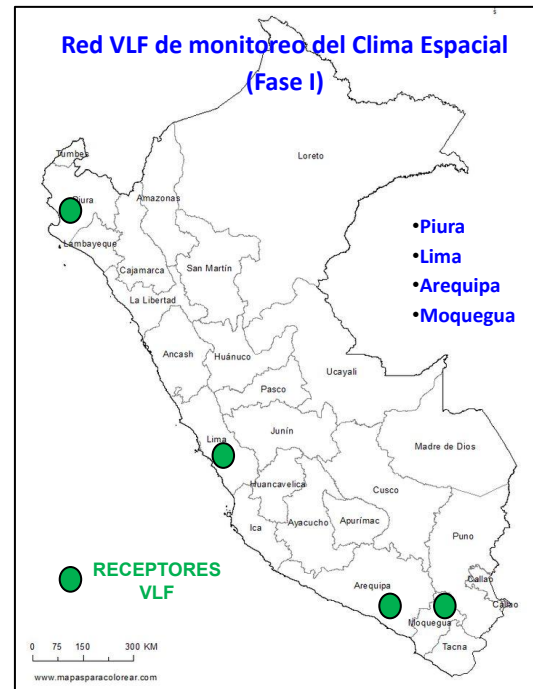 Red VLF de monitoreo del Clima Espacial
(Fase I)
Tumbes
Loreto
Piura
Amazonas
•Piura
Lambayeque
•Lima
Cajamarca
San Martín
•Arequipa
La Libertad
•Moquegua
Ancash
Huánuco
Ucayali
Pasco
Junín
Lima
Madre de Dios
Huancavelica
Cusco
Ica
Ayacucho
Apurímac
Puno
RECEPTORES
VLF
Arequipa
Callao
Callao
Moquegua
Tacna
0 75 150 300 KM
www.mapasparacolorear.com